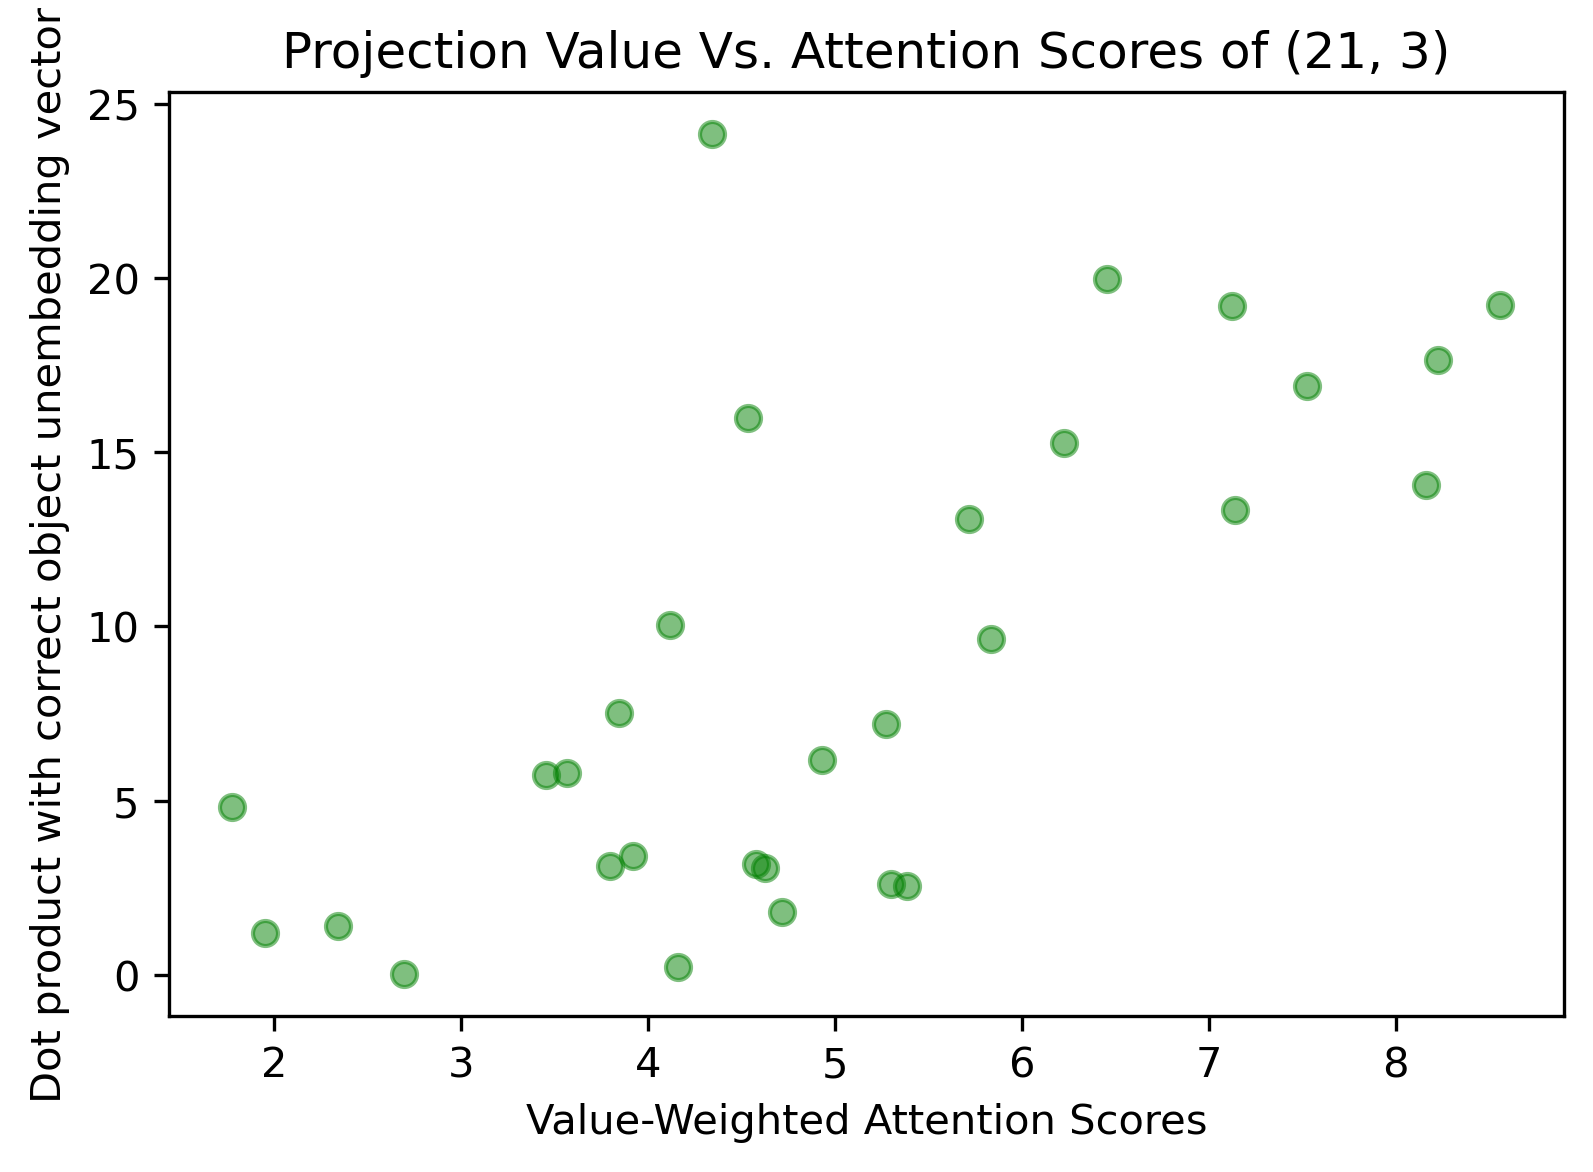 Projection Value Vs. Attention Scores of (21, 3)
Dot product with correct object unembedding vector
25
20
15
10
5
0
2 3 4 5 6 7 8
Value-Weighted Attention Scores